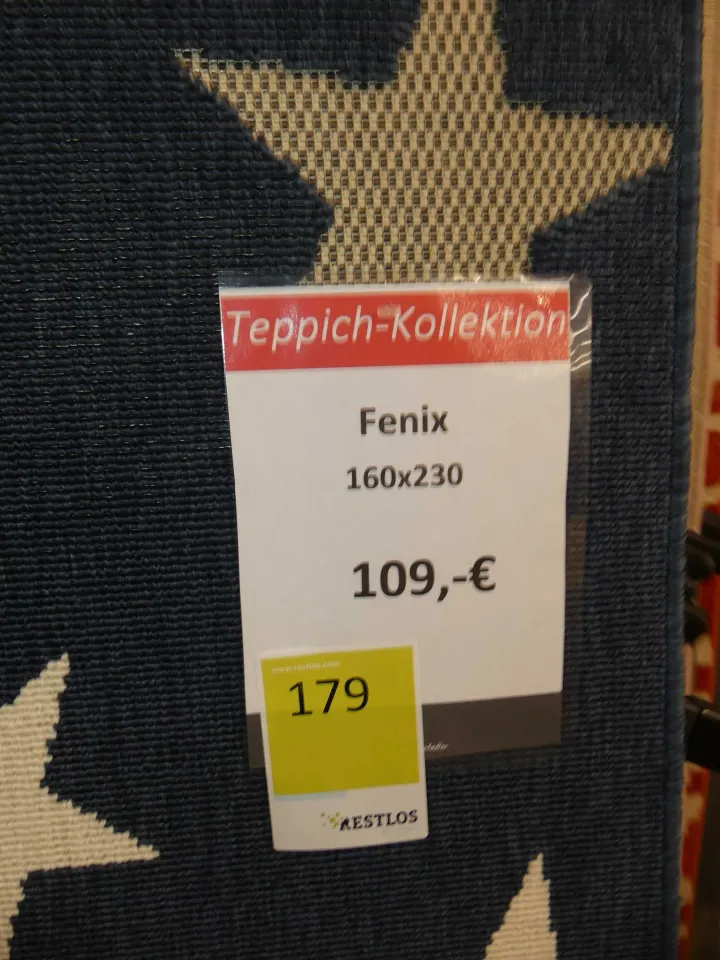 Teppich-Kollektion
Fenix
160x230
109,-€
179
RESTLOS